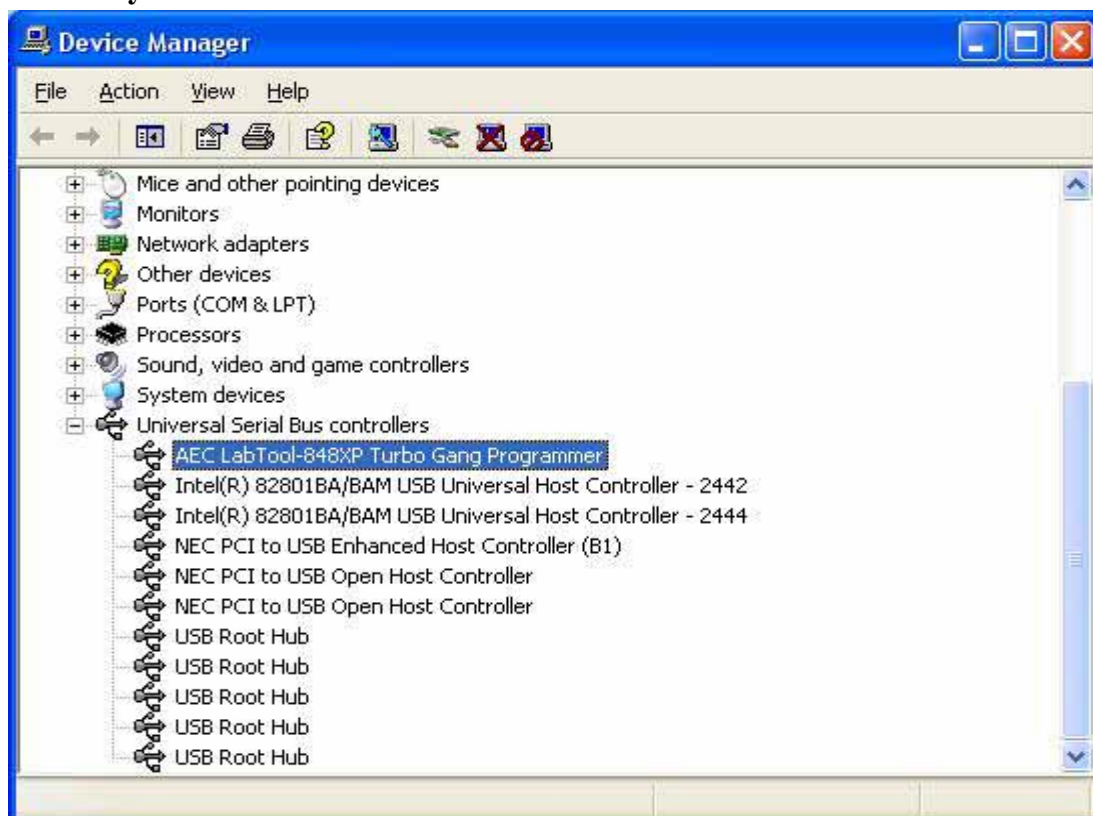 Device Manager
File Action View Help
Mice and other pointing devices
Monitors
Network adapters
Other devices
Ports (COM & LPT)
Processors
Sound, video and game controllers
System devices
Universal Serial Bus controllers
AEC LabTool-848XP Turbo Gang Programmer
Intel(R) 82801BA/BAM USB Universal Host Controller - 2442
Intel(R) 82801BA/BAM USB Universal Host Controller - 2444
NEC PCI to USB Enhanced Host Controller (B1)
NEC PCI to USB Open Host Controller
NEC PCI to USB Open Host Controller
USB Root Hub
USB Root Hub
USB Root Hub
USB Root Hub
USB Root Hub